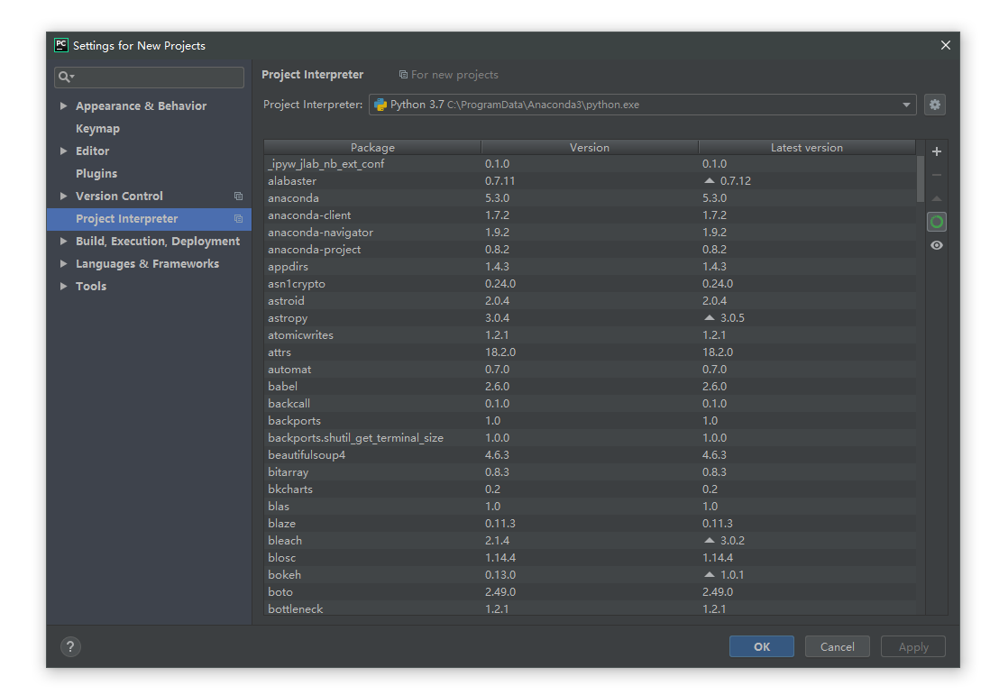 PC Settings for New Projects
Project Interpreter For new projects
Appearance & Behavior
Keymap
Editor
Plugins
Version Control
Project Interpreter
Build, Execution, Deployment
Languages & Frameworks
Tools
Project Interpreter: Python 3.7 C:\ProgramData\Anaconda3\python.exe
Package Version Latest version
_ipyw_jlab_nb_ext_conf 0.1.0 0.1.0
alabaster 0.7.11 0.7.12
anaconda 5.3.0 5.3.0
anaconda-client 1.7.2 1.7.2
anaconda-navigator 1.9.2 1.9.2
anaconda-project 0.8.2 0.8.2
appdirs 1.4.3 1.4.3
asn1crypto 0.24.0 0.24.0
astroid 2.0.4 2.0.4
astropy 3.0.4 3.0.5
atomicwrites 1.2.1 1.2.1
attrs 18.2.0 18.2.0
automat 0.7.0 0.7.0
babel 2.6.0 2.6.0
backcall 0.1.0 0.1.0
backports 1.0 1.0
backports.shutil_get_terminal_size 1.0.0 1.0.0
beautifulsoup4 4.6.3 4.6.3
bitarray 0.8.3 0.8.3
bkcharts 0.2 0.2
blas 1.0 1.0
blaze 0.11.3 0.11.3
bleach 2.1.4 3.0.2
blosc 1.14.4 1.14.4
bokeh 0.13.0 1.0.1
boto 2.49.0 2.49.0
bottleneck 1.2.1 1.2.1
? OK Cancel Apply